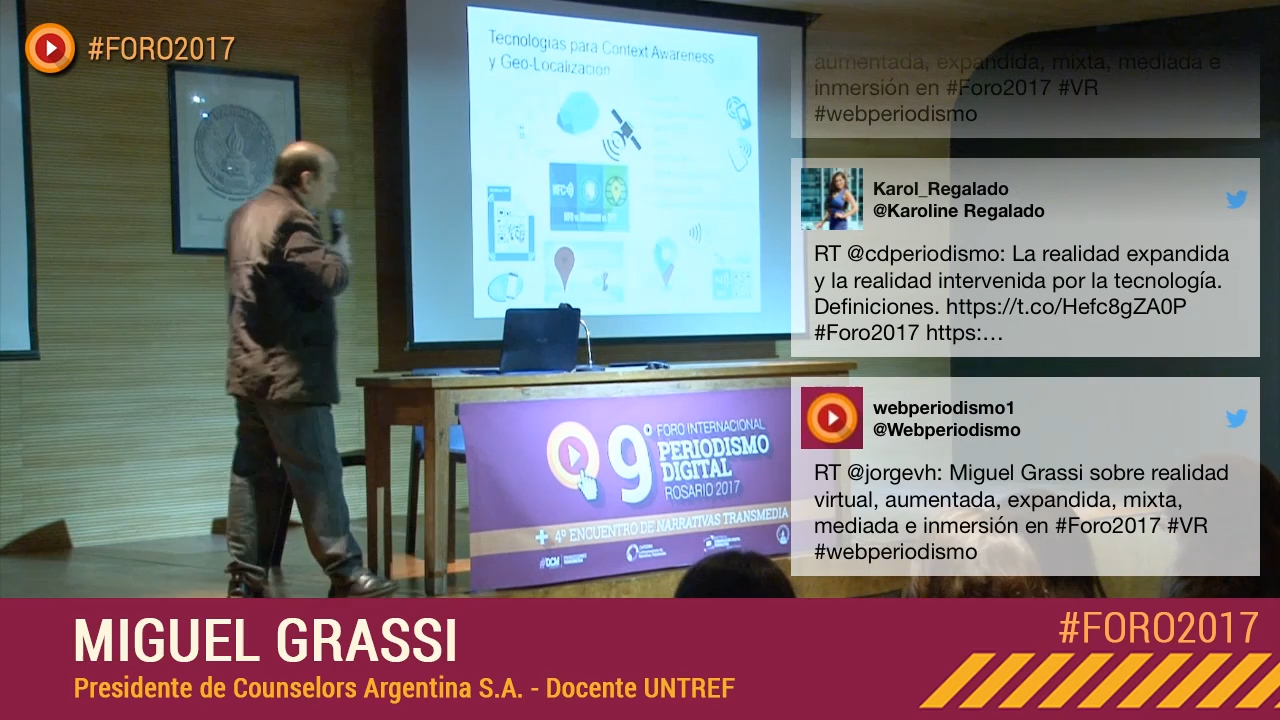 #FORO2017
Tecnologías para Context Awareness
y Geo-Localización
NFC
aumentada, expandida, mixta, mediada e
inmersión en #Foro2017 #VR
#webperiodismo
Karol_Regalado
@Karoline Regalado
RT @cdperiodismo: La realidad expandida
y la realidad intervenida por la tecnología.
Definiciones. https://t.co/Hefc8gZA0P
#Foro2017 https:…
webperiodismo1
@Webperiodismo
RT @jorgevh: Miguel Grassi sobre realidad
virtual, aumentada, expandida, mixta,
mediada e inmersión en #Foro2017 #VR
#webperiodismo
9° FORO INTERNACIONAL
PERIODISMO
DIGITAL
ROSARIO 2017
+ 4º ENCUENTRO DE NARRATIVAS TRANSMEDIA
#DCM
MIGUEL GRASSI
Presidente de Counselors Argentina S.A. - Docente UNTREF
#FORO2017